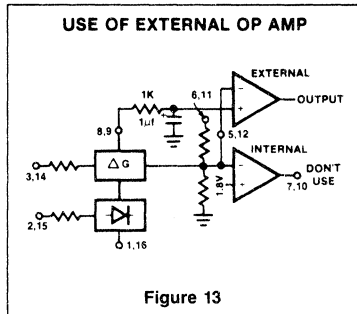 USE OF EXTERNAL OP AMP
EXTERNAL
6,11
1K
1µf
+
8,9
−
+
OUTPUT
5,12
INTERNAL
3,14
Δ G
−
+
1.8V
DON'T
USE
7,10
2,15
1,16
Figure 13